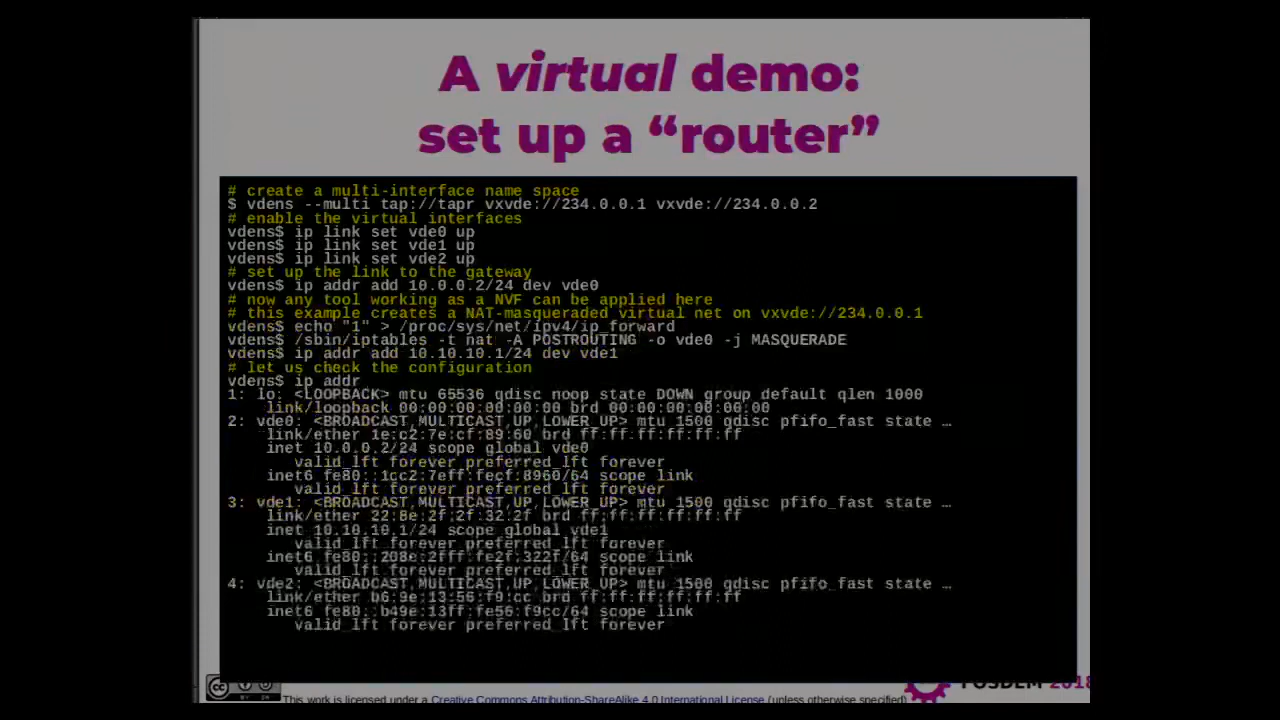 A virtual demo:
set up a “router”
# create a multi-interface name space
$ vdens --multi tap://tapr vxvde://234.0.0.1 vxvde://234.0.0.2
# enable the virtual interfaces
vdens$ ip link set vde0 up
vdens$ ip link set vde1 up
vdens$ ip link set vde2 up
# set up the link to the gateway
vdens$ ip addr add 10.0.0.2/24 dev vde0
# now any tool working as a NVF can be applied here
# this example creates a NAT-masqueraded virtual net on vxvde://234.0.0.1
vdens$ echo "1" > /proc/sys/net/ipv4/ip_forward
vdens$ /sbin/iptables -t nat -A POSTROUTING -o vde0 -j MASQUERADE
vdens$ ip addr add 10.10.10.1/24 dev vde1
# let us check the configuration
vdens$ ip addr
1: lo: <LOOPBACK> mtu 65536 qdisc noop state DOWN group default qlen 1000
link/loopback 00:00:00:00:00:00 brd 00:00:00:00:00:00
2: vde0: <BROADCAST,MULTICAST,UP,LOWER_UP> mtu 1500 qdisc pfifo_fast state …
link/ether 1e:c2:7e:cf:89:60 brd ff:ff:ff:ff:ff:ff
inet 10.0.0.2/24 scope global vde0
valid_lft forever preferred_lft forever
inet6 fe80::1cc2:7eff:fecf:8960/64 scope link
valid_lft forever preferred_lft forever
3: vde1: <BROADCAST,MULTICAST,UP,LOWER_UP> mtu 1500 qdisc pfifo_fast state …
link/ether 22:8e:2f:2f:32:2f brd ff:ff:ff:ff:ff:ff
inet 10.10.10.1/24 scope global vde1
valid_lft forever preferred_lft forever
inet6 fe80::208e:2fff:fe2f:322f/64 scope link
valid_lft forever preferred_lft forever
4: vde2: <BROADCAST,MULTICAST,UP,LOWER_UP> mtu 1500 qdisc pfifo_fast state …
link/ether b6:9e:13:56:f9:cc brd ff:ff:ff:ff:ff:ff
inet6 fe80::b49e:13ff:fe56:f9cc/64 scope link
valid_lft forever preferred_lft forever
This work is licensed under a Creative Commons Attribution-ShareAlike 4.0 International License (unless otherwise specified)
FOSDEM 2018